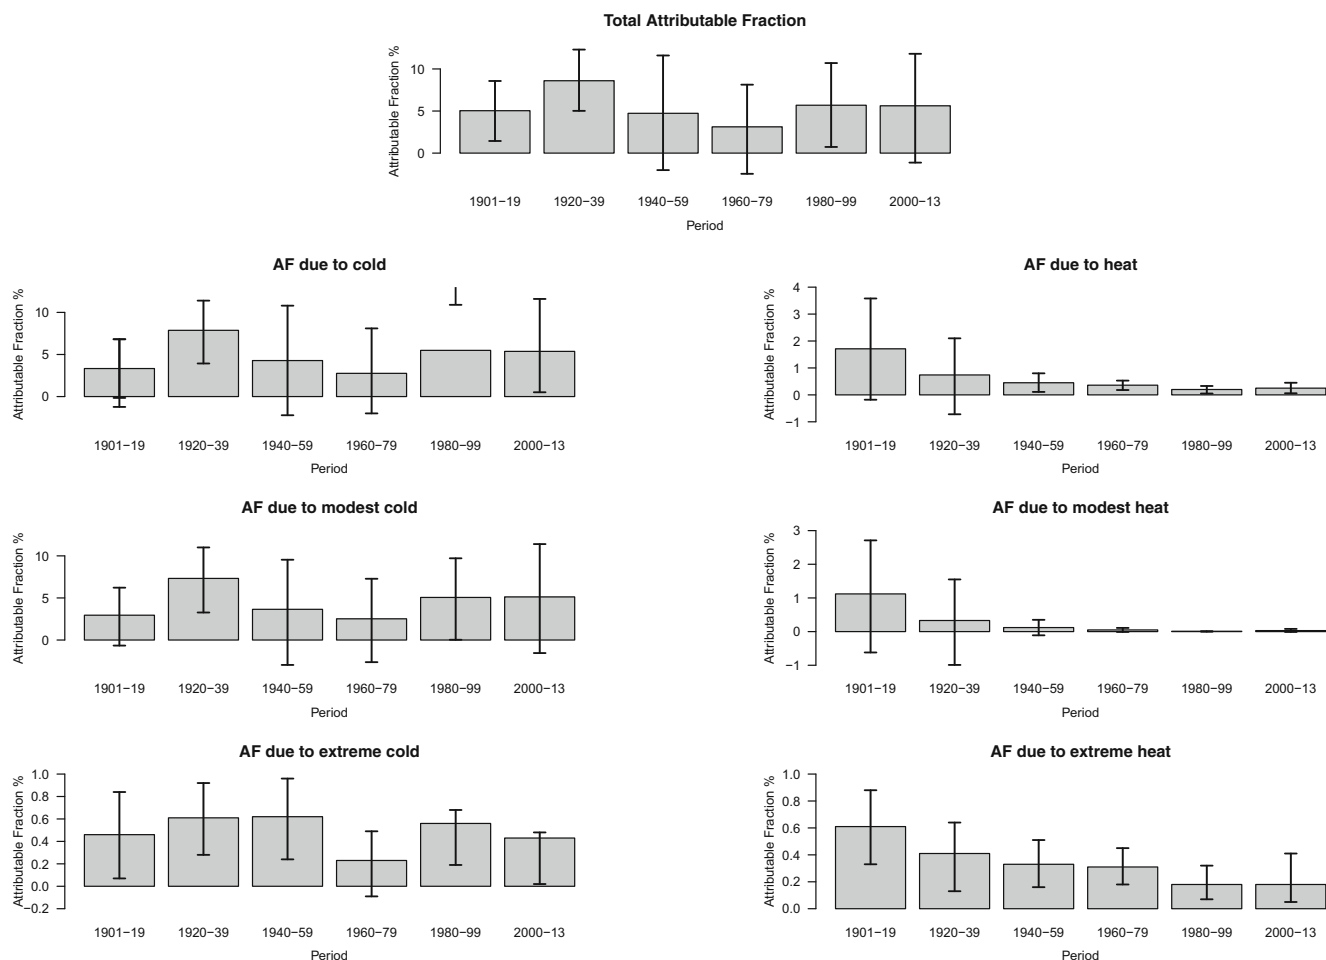 Total Attributable Fraction
Attributable Fraction %
10
5
0
1901−19 1920−39 1940−59 1960−79 1980−99 2000−13
Period
AF due to cold
Attributable Fraction %
10
5
0
1901−19 1920−39 1940−59 1960−79 1980−99 2000−13
Period
AF due to heat
Attributable Fraction %
4
3
2
1
0
−1
1901−19 1920−39 1940−59 1960−79 1980−99 2000−13
Period
AF due to modest cold
Attributable Fraction %
10
5
0
1901−19 1920−39 1940−59 1960−79 1980−99 2000−13
Period
AF due to modest heat
Attributable Fraction %
3
2
1
0
−1
1901−19 1920−39 1940−59 1960−79 1980−99 2000−13
Period
AF due to extreme cold
Attributable Fraction %
1.0
0.8
0.6
0.4
0.2
0.0
−0.2
1901−19 1920−39 1940−59 1960−79 1980−99 2000−13
Period
AF due to extreme heat
Attributable Fraction %
1.0
0.8
0.6
0.4
0.2
0.0
1901−19 1920−39 1940−59 1960−79 1980−99 2000−13
Period